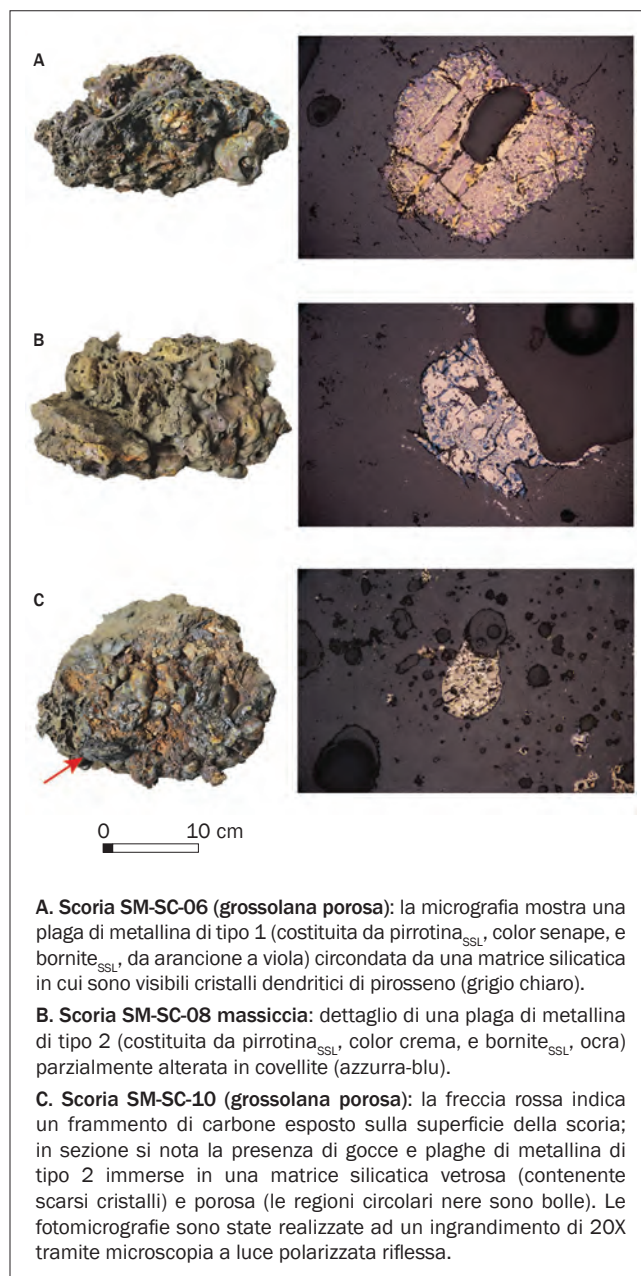 A
B
C
0 10 cm
A. Scoria SM-SC-06 (grossolana porosa): la micrografia mostra una
plaga di metallina di tipo 1 (costituita da pirrotinaSSL, color senape, e
borniteSSL, da arancione a viola) circondata da una matrice silicatica
in cui sono visibili cristalli dendritici di pirosseno (grigio chiaro).
B. Scoria SM-SC-08 massiccia: dettaglio di una plaga di metallina
di tipo 2 (costituita da pirrotinaSSL, color crema, e borniteSSL, ocra)
parzialmente alterata in covellite (azzurra-blu).
C. Scoria SM-SC-10 (grossolana porosa): la freccia rossa indica
un frammento di carbone esposto sulla superficie della scoria;
in sezione si nota la presenza di gocce e plaghe di metallina di
tipo 2 immerse in una matrice silicatica vetrosa (contenente
scarsi cristalli) e porosa (le regioni circolari nere sono bolle). Le
fotomicrografie sono state realizzate ad un ingrandimento di 20X
tramite microscopia a luce polarizzata riflessa.